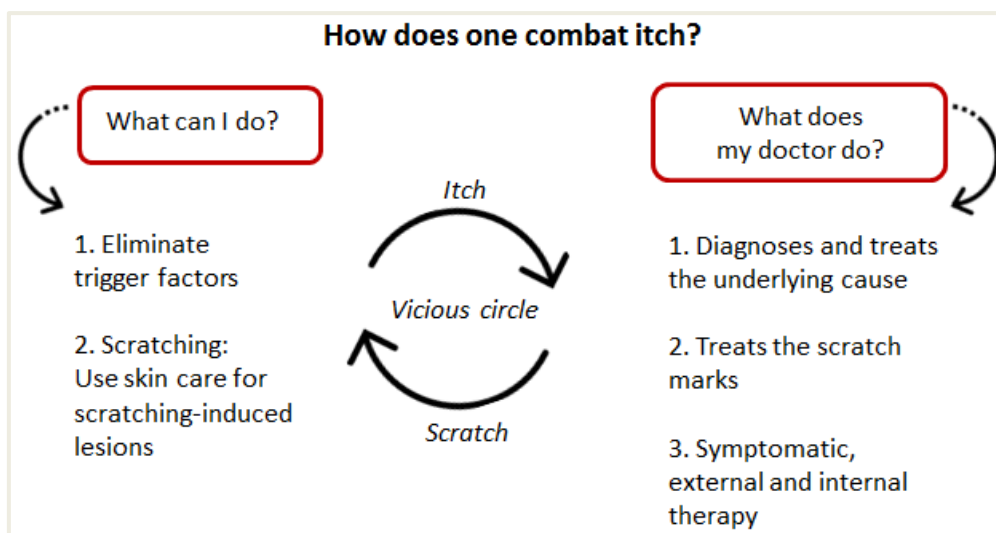 How does one combat itch?
What can I do?
1. Eliminate
trigger factors
2. Scratching:
Use skin care for
scratching-induced
lesions
Itch
Vicious circle
Scratch
What does
my doctor do?
1. Diagnoses and treats
the underlying cause
2. Treats the scratch
marks
3. Symptomatic,
external and internal
therapy